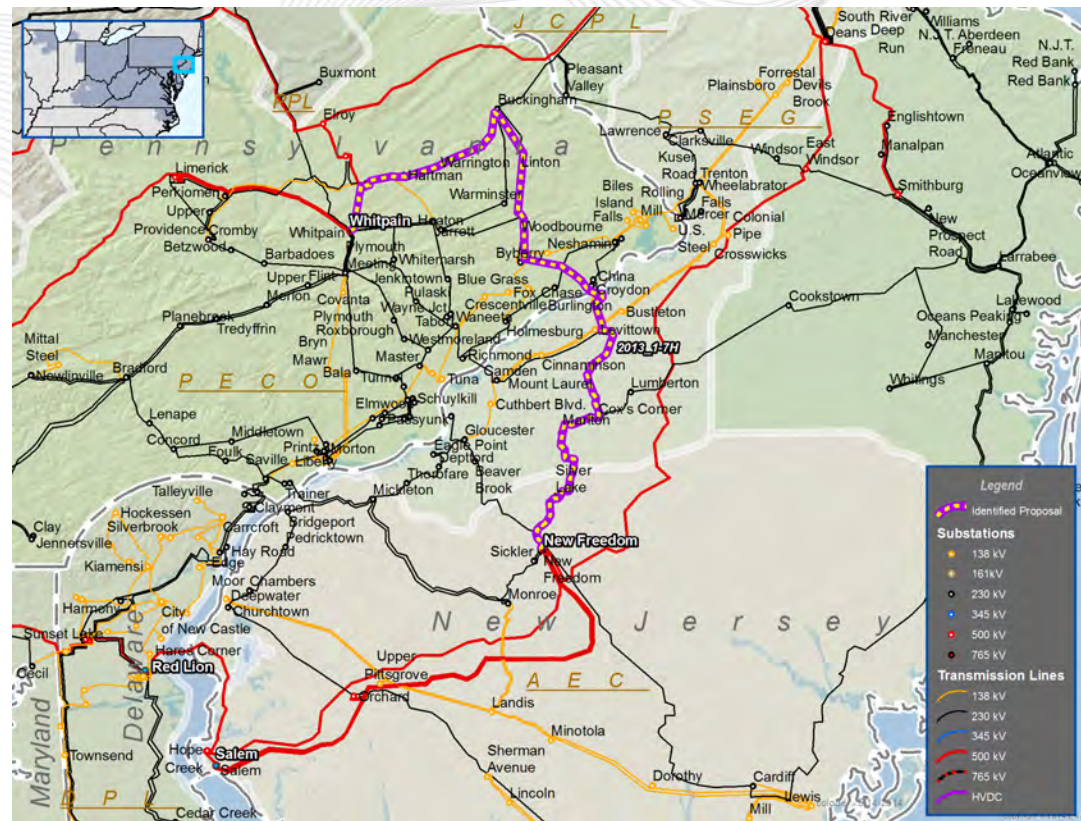 J C P L
South River
Deans
Deep
Run
Williams
N.J.T. Aberdeen
Freneau
N.J.T.
Red Bank
Red Bank
Buxmont
PPL
Elroy
Pleasant
Valley
Buckingham
Forrestal
Plainsboro
Devils
Brook
P S E G
Englishtown
Manalpan
Lawrence
Clarksville
Windsor
East
Windsor
Atlantic
Oceanview
P e n n s y l v a n i a
Limerick
Warrington
Hartman
Linton
Warminster
Kuser
Road
Trenton
Wheelabrator
Falls
Mercer
Biles
Island
Falls
Rolling
Mill
U.S.
Steel
Colonial
Pipe
Crosswicks
Smithburg
New
Prospect
Road
Larrabee
Perkiomen
Upper
Providence
Cromby
Betzwood
Whitpain
Whitpain
Heaton
Jarrett
Woodbourne
Neshaminy
Barbadoes
Plymouth
Meeting
Whitemarsh
Byberry
Upper
Merion
Flint
Jenkintown
Blue Grass
China
Croydon
Cookstown
Lakewood
Oceans Peaking
Manchester
Manitou
Whitings
Covanta
Plymouth
Pulaski
Wayne Jct.
Tabor
Crescentville
Waneeta
Fox Chase
Burlington
Bustleton
Planebrook
Tredyffrin
Roxborough
Westmoreland
Holmesburg
Levittown
2013_1-7H
Mittal
Steel
Newlinville
Bradford
Bryn
Mawr
Bala
Master
Richmond
Camden
Cinnaminson
P E C O
Tunnel
Tuna
Mount Laurel
Lumberton
Lenape
Concord
Middletown
Foulk
Elmwood
Schuylkill
Passyunk
Cuthbert Blvd.
Gloucester
Cox's Corner
Marlton
Printz
Morton
Saville
Liberty
Eagle Point
Deptford
Thorofare
Beaver
Brook
Silver
Lake
Talleyville
Trainer
Claymont
Mickleton
Hockessen
Silverbrook
Carrcroft
Bridgeport
Pedricktown
Clay
Jennersville
Hay Road
Edge
Moor
Kiamensi
Chambers
Deepwater
Churchtown
Sickler
New Freedom
New
Freedom
Monroe
Harmony
City
of New Castle
Sunset Lake
Hares Corner
Red Lion
Cecil
N e w J e r s e y
Upper
Pittsgrove
Orchard
A E C
Landis
Minotola
Maryland
Delaware
Townsend
Hope
Creek
Salem
Salem
Sherman
Avenue
Lincoln
Dorothy
Cardiff
Lewis
Mill
D P L
Cedar Creek
Legend
Identified Proposal
Substations
138 kV
161kV
230 kV
345 kV
500 kV
765 kV
Transmission Lines
138 kV
230 kV
345 kV
500 kV
765 kV
HVDC